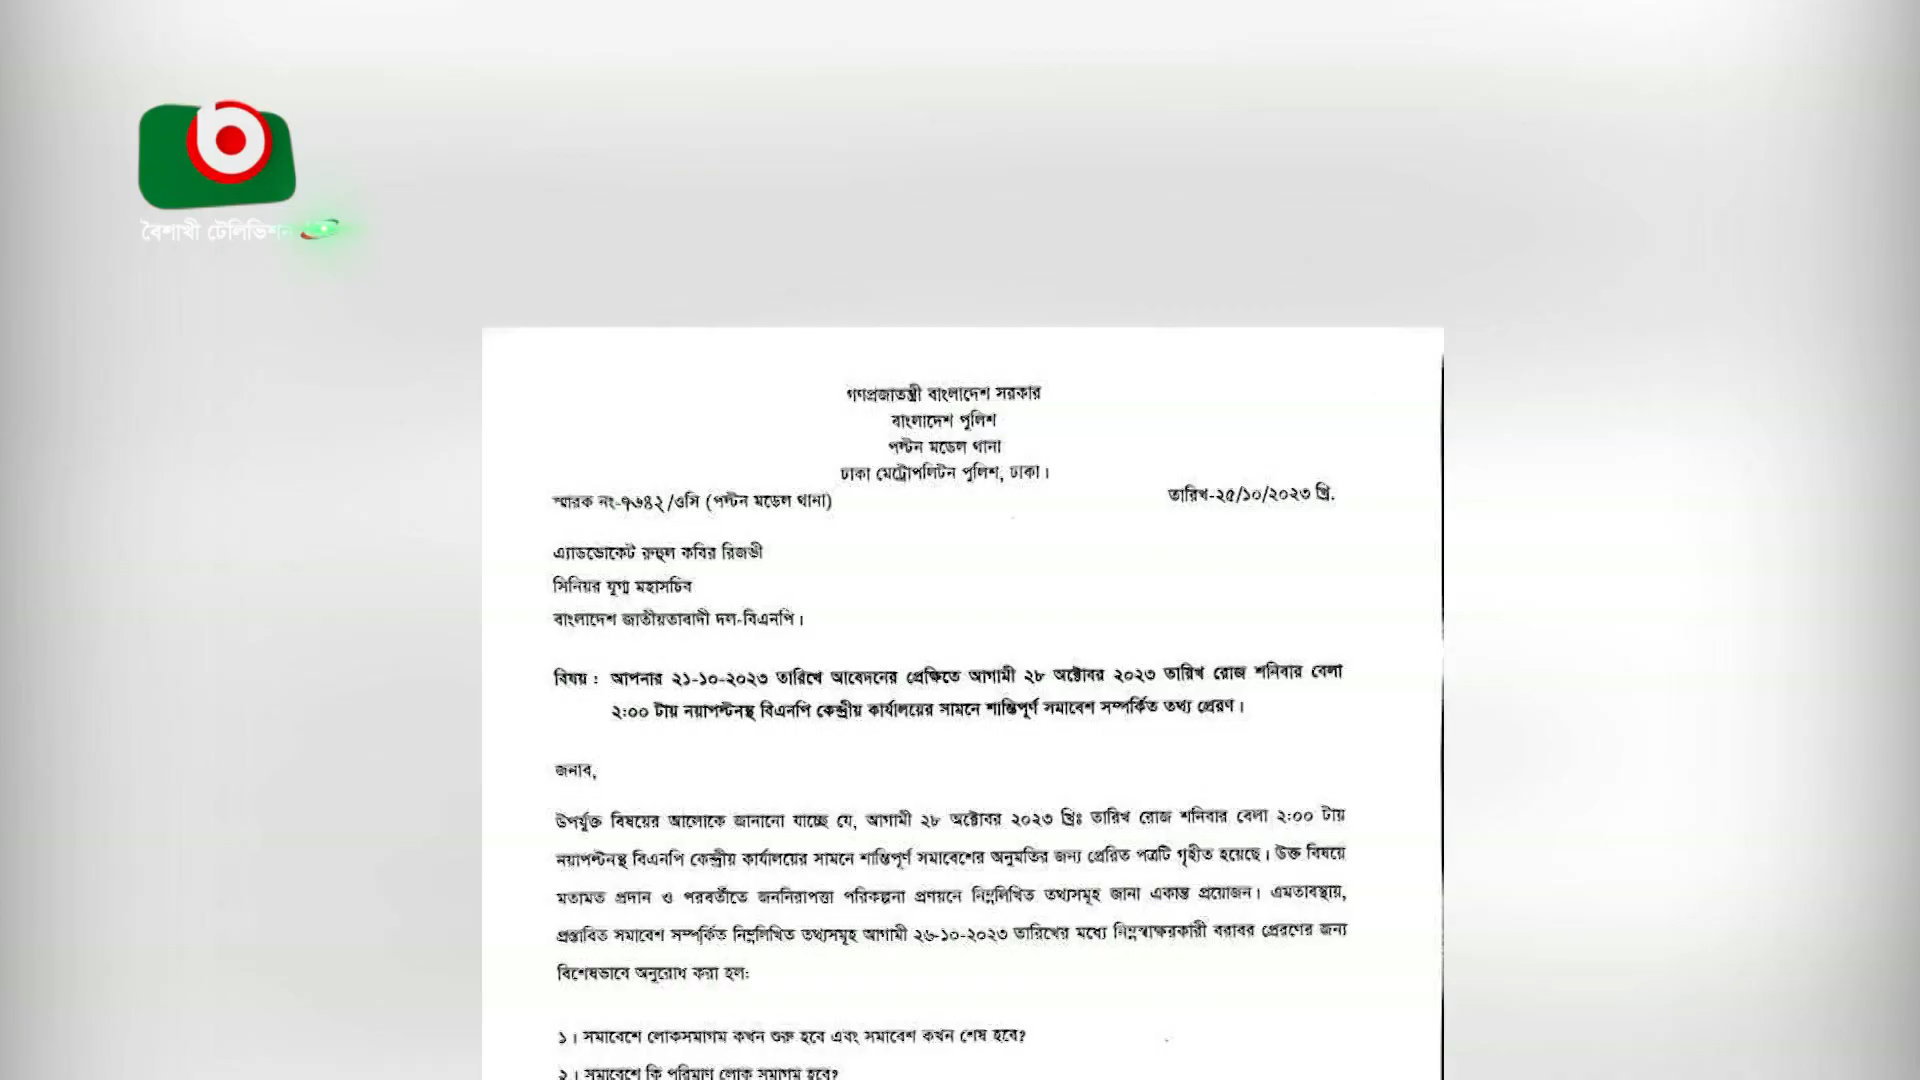 বৈশাখী টেলিভিশন
গণপ্রজাতন্ত্রী বাংলাদেশ সরকার
বাংলাদেশ পুলিশ
পল্টন মডেল থানা
ঢাকা মেট্রোপলিটন পুলিশ, ঢাকা।
স্মারক নং-৭৬৪২/ওসি (পল্টন মডেল থানা)
তারিখ-২৫/১০/২০২৩ খ্রি.
এ্যাডভোকেট রুহুল কবির রিজভী
সিনিয়র যুগ্ম মহাসচিব
বাংলাদেশ জাতীয়তাবাদী দল-বিএনপি।
বিষয় : আপনার ২১-১০-২০২৩ তারিখে আবেদনের প্রেক্ষিতে আগামী ২৮ অক্টোবর ২০২৩ তারিখ রোজ শনিবার বেলা
২:০০ টায় নয়াপল্টনস্থ বিএনপি কেন্দ্রীয় কার্যালয়ের সামনে শান্তিপূর্ণ সমাবেশ সম্পর্কিত তথ্য প্রেরণ।
জনাব,
উপর্যুক্ত বিষয়ের আলোকে জানানো যাচ্ছে যে, আগামী ২৮ অক্টোবর ২০২৩ খ্রিঃ তারিখ রোজ শনিবার বেলা ২:০০ টায়
নয়াপল্টনস্থ বিএনপি কেন্দ্রীয় কার্যালয়ের সামনে শান্তিপূর্ণ সমাবেশের অনুমতির জন্য প্রেরিত পত্রটি গৃহীত হয়েছে। উক্ত বিষয়ে
মতামত প্রদান ও পরবর্তীতে জননিরাপত্তা পরিকল্পনা প্রণয়নে নিম্নলিখিত তথ্যসমূহ জানা একান্ত প্রয়োজন। এমতাবস্থায়,
প্রস্তাবিত সমাবেশ সম্পর্কিত নিম্নলিখিত তথ্যসমূহ আগামী ২৬-১০-২০২৩ তারিখের মধ্যে নিম্নস্বাক্ষরকারী বরাবর প্রেরণের জন্য
বিশেষভাবে অনুরোধ করা হল:
১। সমাবেশে লোকসমাগম কখন শুরু হবে এবং সমাবেশ কখন শেষ হবে?
২। সমাবেশে কি পরিমাণ লোক সমাগম হবে?